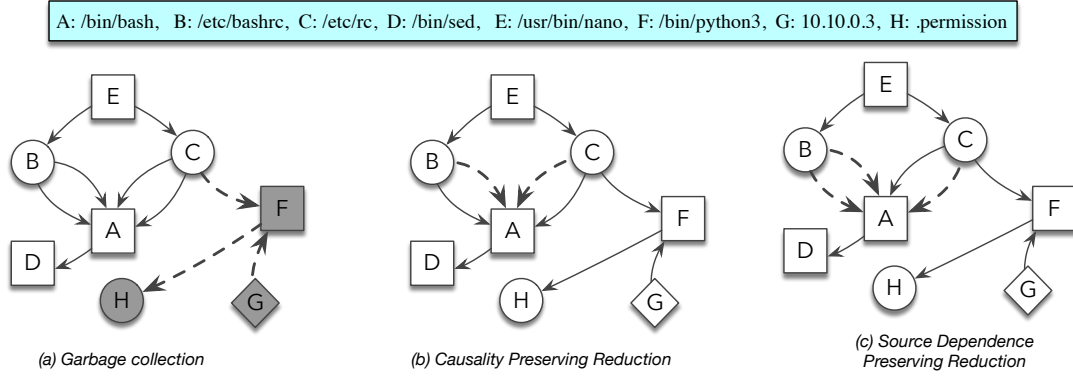 A: /bin/bash, B: /etc/bashrc, C: /etc/rc, D: /bin/sed, E: /usr/bin/nano, F: /bin/python3, G: 10.10.0.3, H: .permission
E
B
C
F
A
D
H
G
(a) Garbage collection
E
B
C
F
A
D
H
G
(b) Causality Preserving Reduction
E
B
C
F
A
D
H
G
(c) Source Dependence
Preserving Reduction